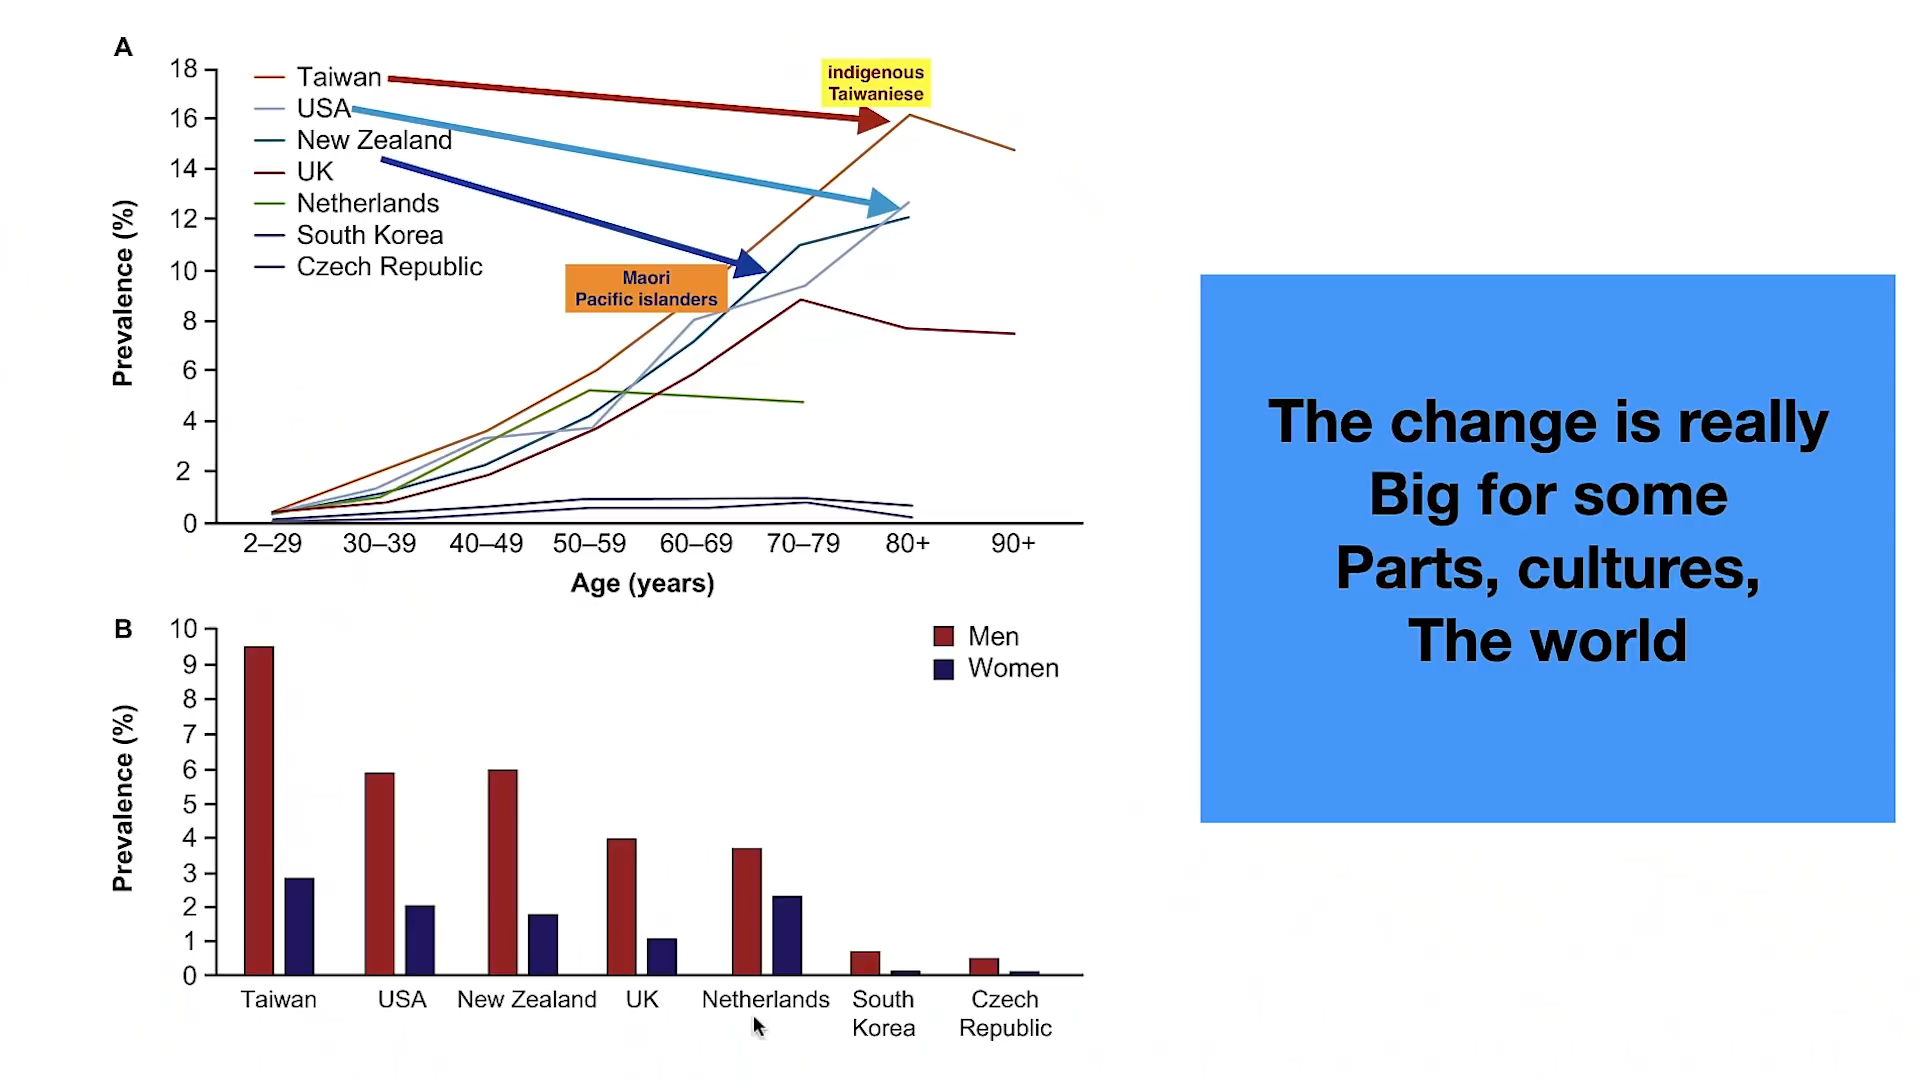 A
18
16
14
12
10
8
6
4
2
0
Prevalence (%)
Taiwan
USA
New Zealand
UK
Netherlands
South Korea
Czech Republic
indigenous
Taiwaniese
Maori
Pacific islanders
2–29 30–39 40–49 50–59 60–69 70–79 80+ 90+
Age (years)
B
10
9
8
7
6
5
4
3
2
1
0
Prevalence (%)
Men
Women
Taiwan USA New Zealand UK Netherlands South Korea Czech Republic
The change is really
Big for some
Parts, cultures,
The world